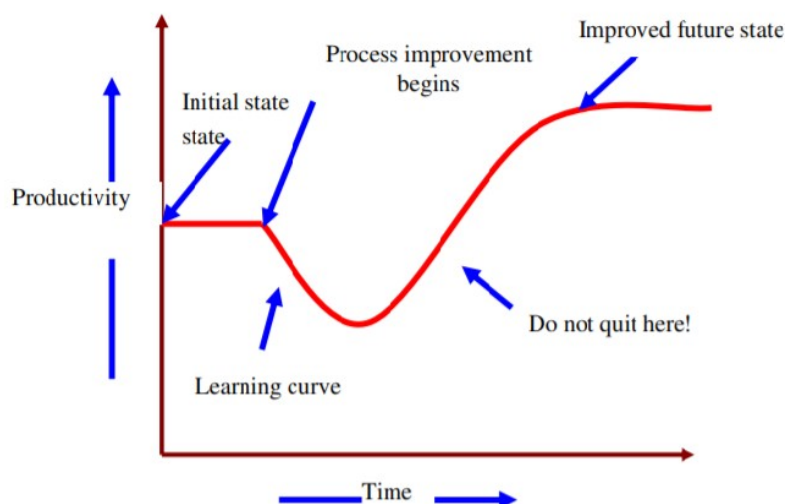 Improved future state
Process improvement
begins
Initial state
state
Productivity
Do not quit here!
Learning curve
Time